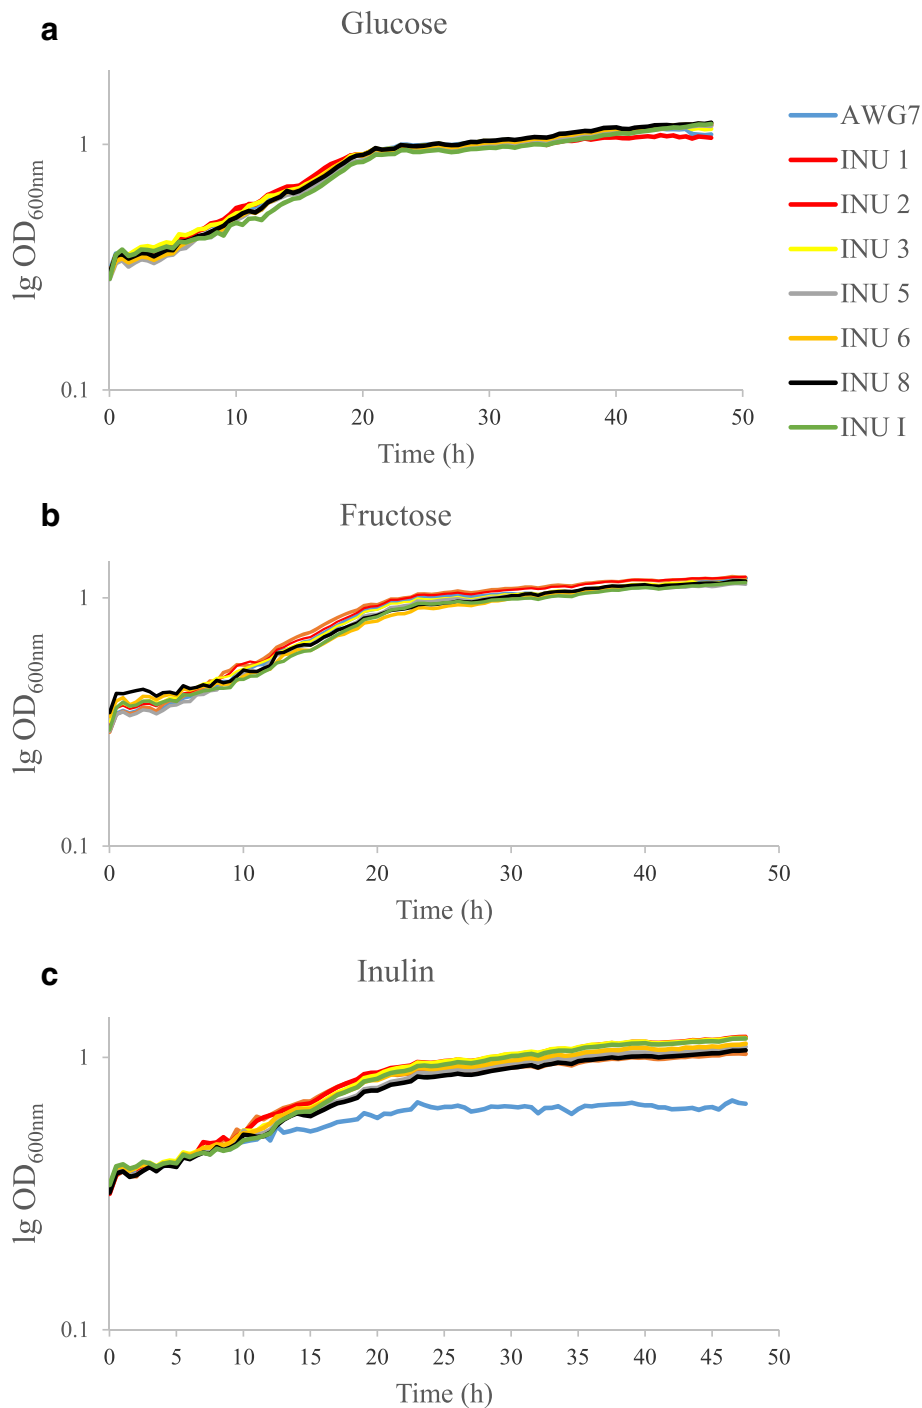 a
Glucose
1
0.1
lg OD600nm
0 10 20 30 40 50
Time (h)
AWG7
INU 1
INU 2
INU 3
INU 5
INU 6
INU 8
INU I
b
Fructose
1
0.1
lg OD600nm
0 10 20 30 40 50
Time (h)
c
Inulin
1
0.1
lg OD600nm
0 5 10 15 20 25 30 35 40 45 50
Time (h)